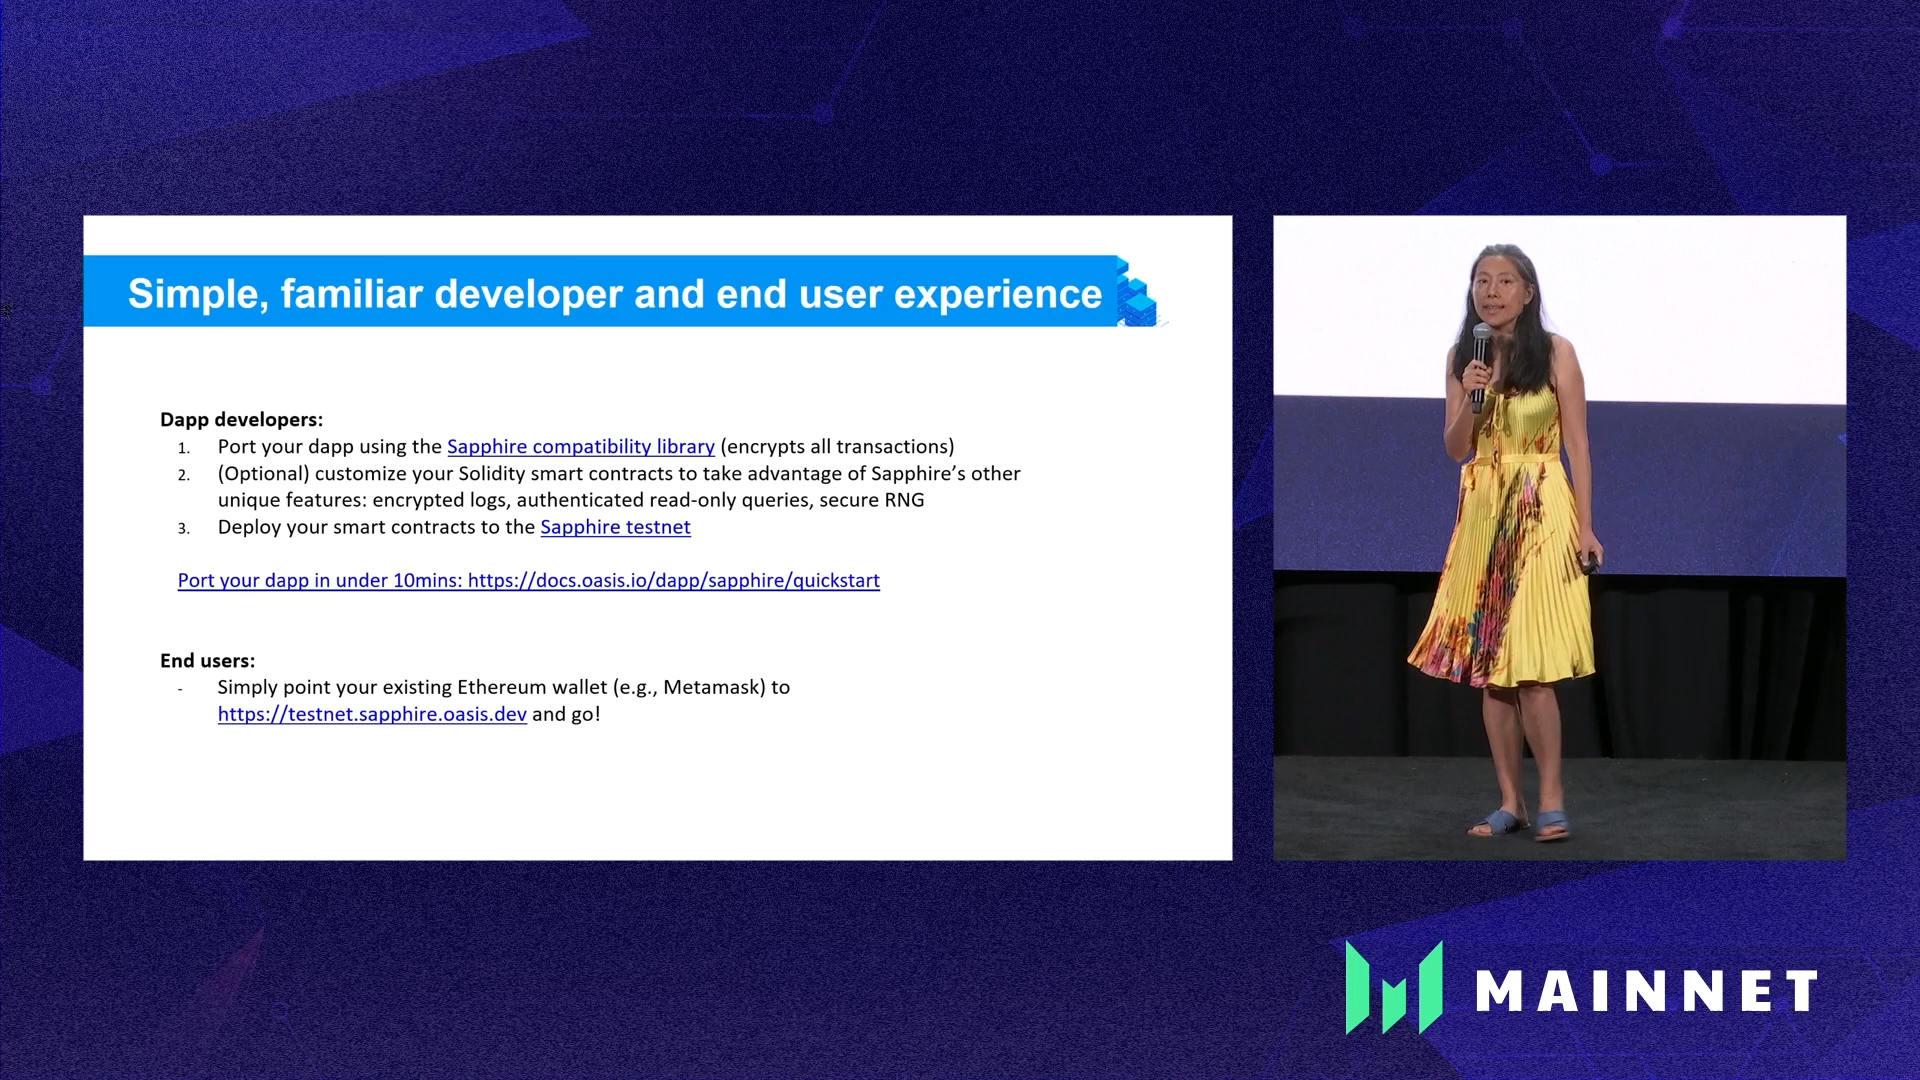 Simple, familiar developer and end user experience
Dapp developers:
1. Port your dapp using the Sapphire compatibility library (encrypts all transactions)
2. (Optional) customize your Solidity smart contracts to take advantage of Sapphire’s other
unique features: encrypted logs, authenticated read-only queries, secure RNG
3. Deploy your smart contracts to the Sapphire testnet
Port your dapp in under 10mins: https://docs.oasis.io/dapp/sapphire/quickstart
End users:
- Simply point your existing Ethereum wallet (e.g., Metamask) to
https://testnet.sapphire.oasis.dev and go!
MAINNET